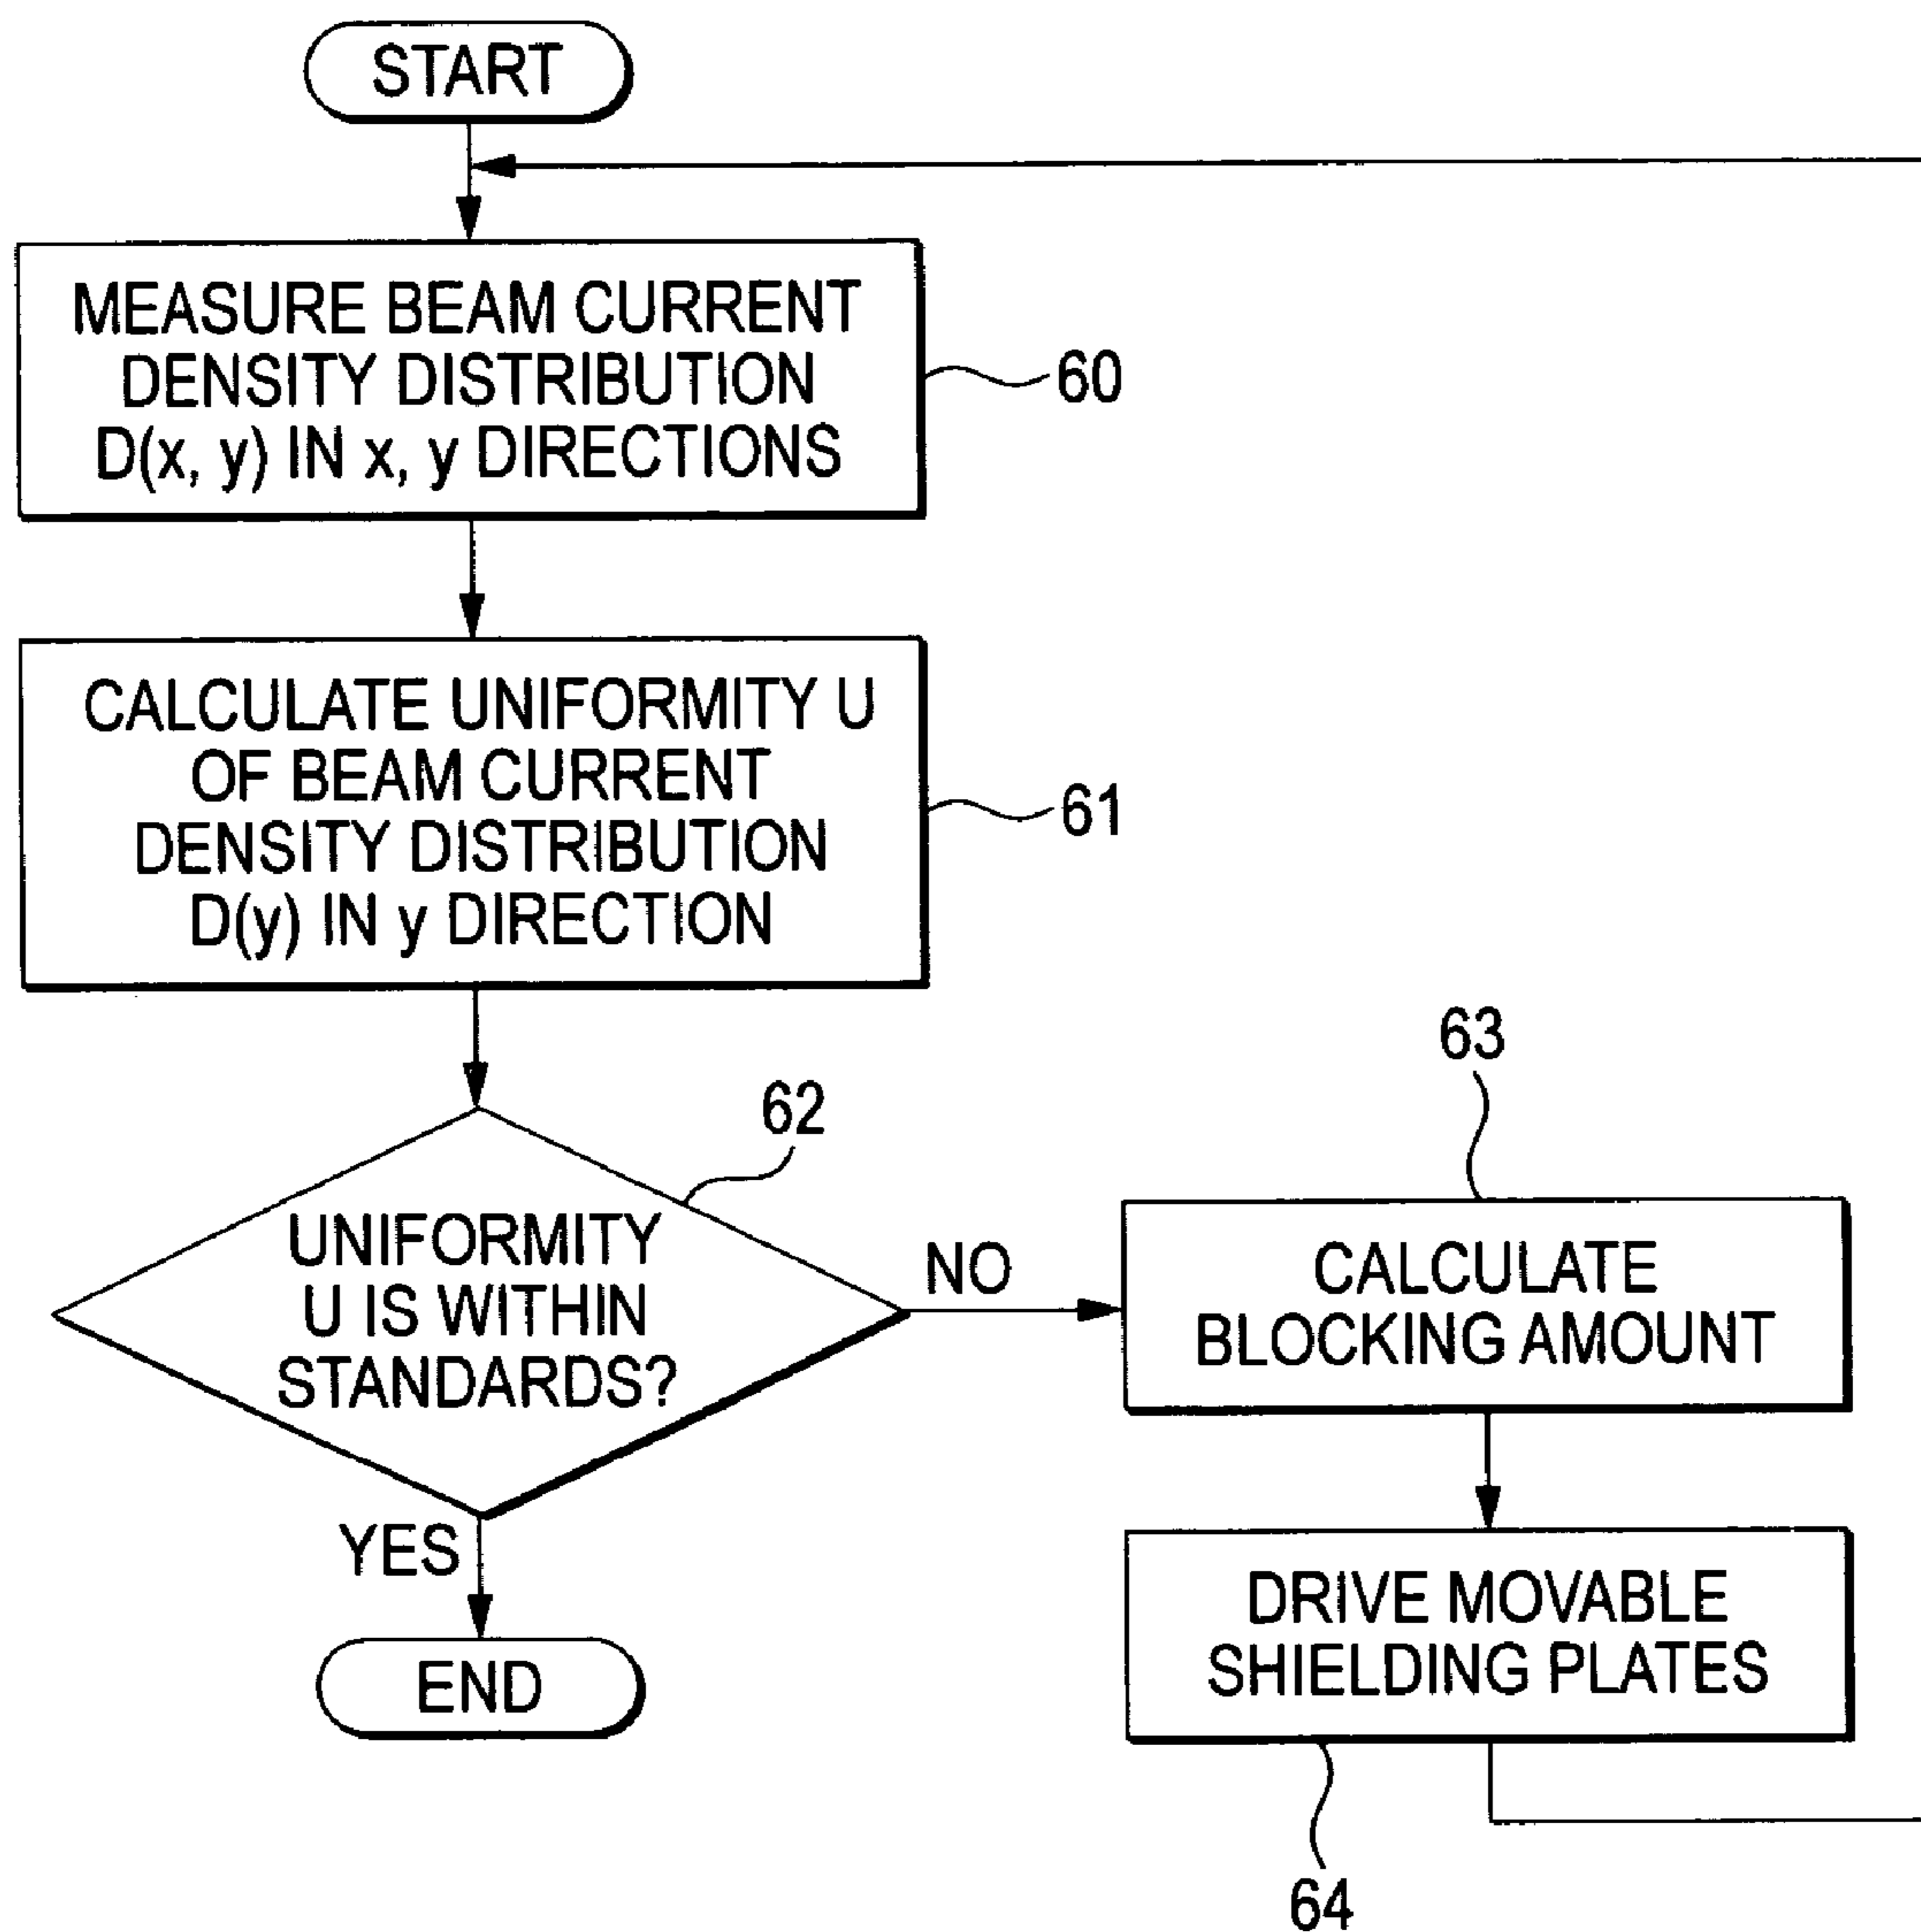 START
MEASURE BEAM CURRENT
DENSITY DISTRIBUTION
D(x, y) IN x, y DIRECTIONS
60
CALCULATE UNIFORMITY U
OF BEAM CURRENT
DENSITY DISTRIBUTION
D(y) IN y DIRECTION
61
62
UNIFORMITY
U IS WITHIN
STANDARDS?
NO
YES
END
63
CALCULATE
BLOCKING AMOUNT
DRIVE MOVABLE
SHIELDING PLATES
64